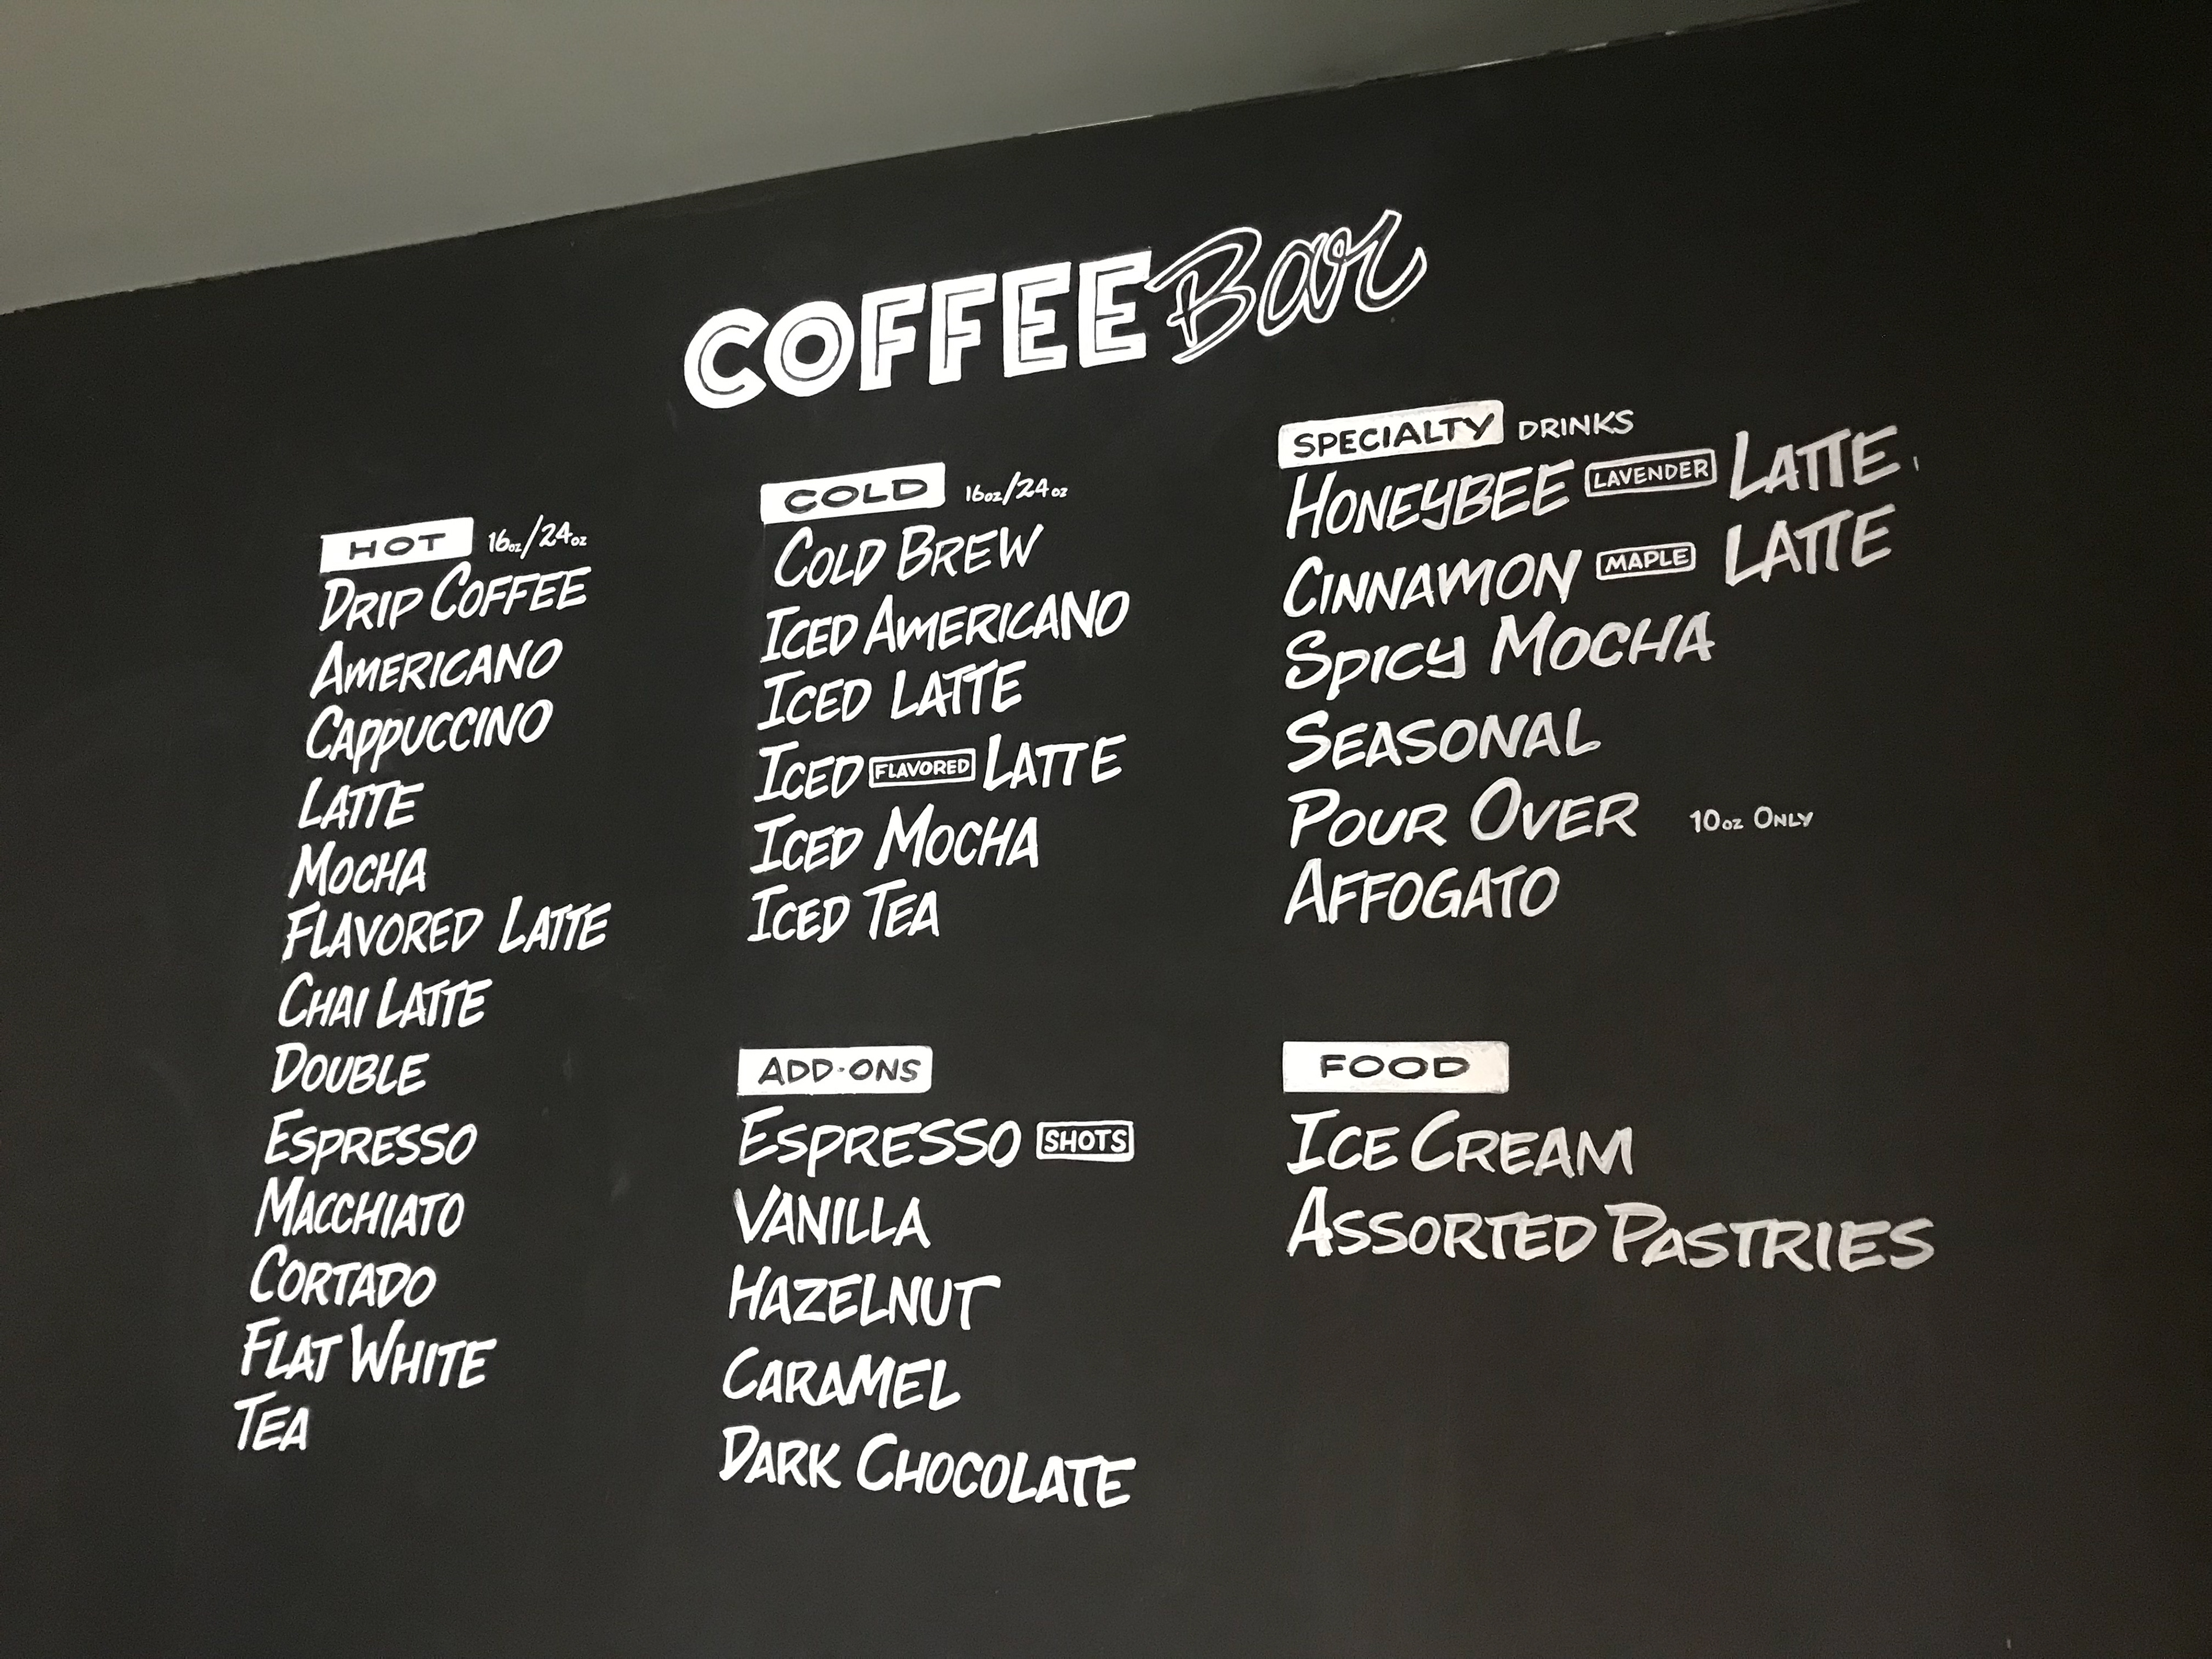 COFFEE Bar
HOT 16oz/24oz
DRIP COFFEE
AMERICANO
CAPPUCCINO
LATTE
MOCHA
FLAVORED LATTE
CHAI LATTE
DOUBLE
ESPRESSO
MACCHIATO
CORTADO
FLAT WHITE
TEA
COLD 16oz/24oz
COLD BREW
ICED AMERICANO
ICED LATTE
ICED FLAVORED LATTE
ICED MOCHA
ICED TEA
ADD-ONS
ESPRESSO SHOTS
VANILLA
HAZELNUT
CARAMEL
DARK CHOCOLATE
SPECIALTY DRINKS
HONEYBEE LAVENDER LATTE
CINNAMON MAPLE LATTE
SPICY MOCHA
SEASONAL
POUR OVER 10oz ONLY
AFFOGATO
FOOD
ICE CREAM
ASSORTED PASTRIES